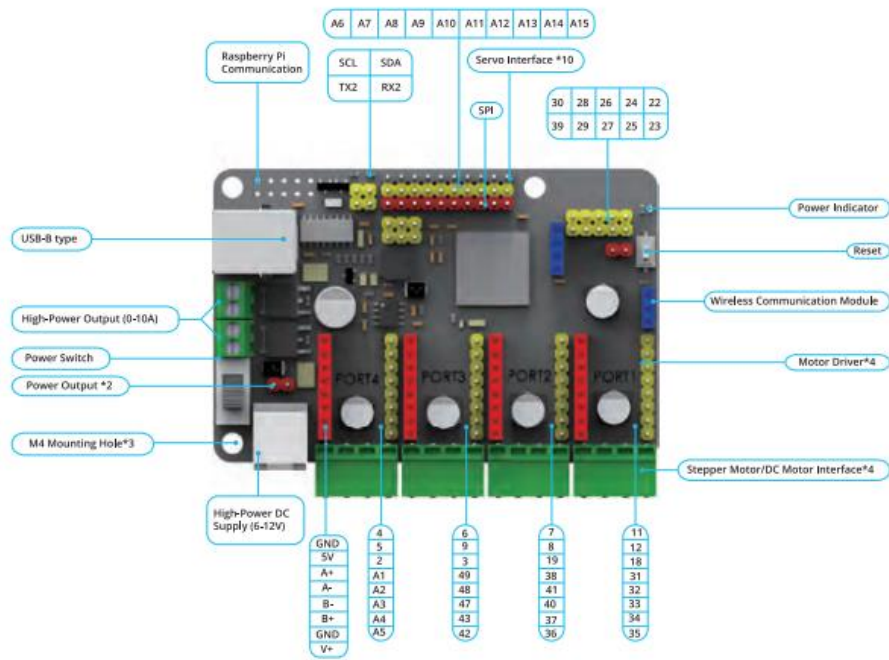 A6 A7 A8 A9 A10 A11 A12 A13 A14 A15
Raspberry Pi
Communication
SCL SDA
TX2 RX2
Servo Interface *10
SPI
30 28 26 24 22
39 29 27 25 23
Power Indicator
USB-B type
Reset
Wireless Communication Module
High-Power Output (0-10A)
Power Switch
Motor Driver*4
Power Output *2
PORT4 PORT3 PORT2 PORT1
M4 Mounting Hole*3
Stepper Motor/DC Motor Interface*4
High-Power DC
Supply (6-12V)
GND
5V
A+
A-
B-
B+
GND
V+
4
5
2
A1
A2
A3
A4
A5
6
9
3
49
48
47
43
42
7
8
19
38
41
40
37
36
11
12
18
31
32
33
34
35